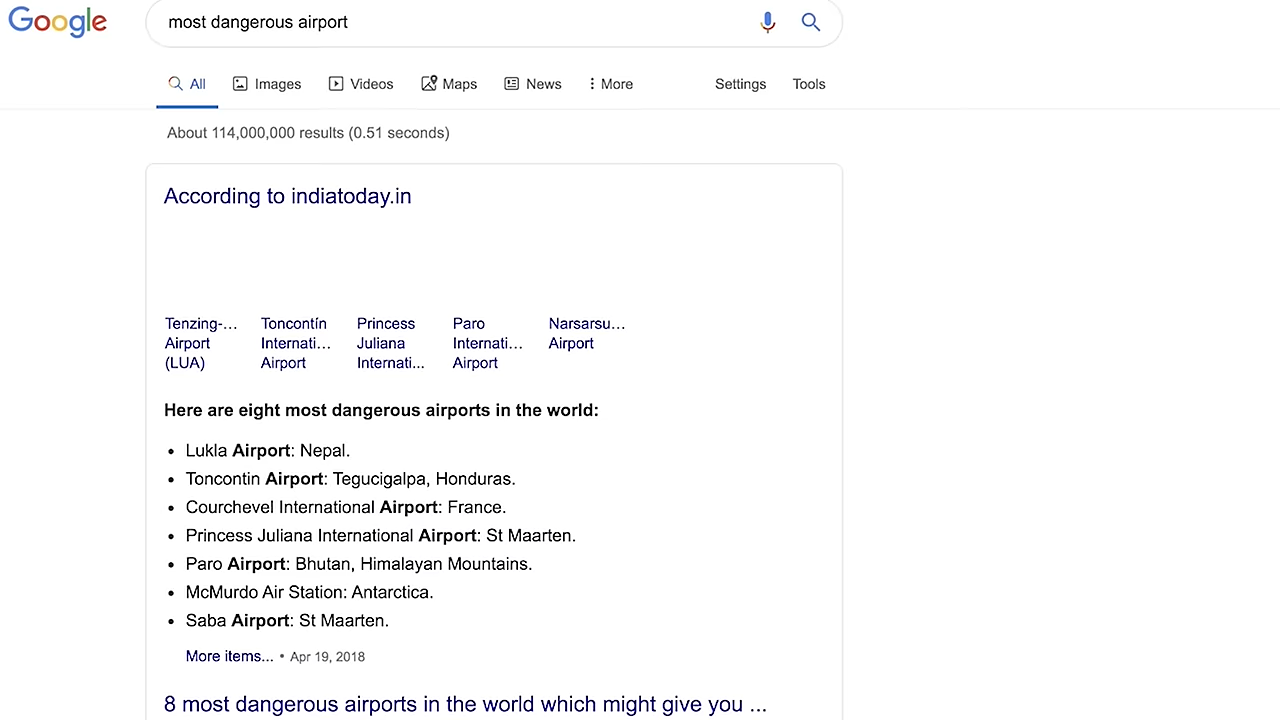 Google
most dangerous airport
All Images Videos Maps News More Settings Tools
About 114,000,000 results (0.51 seconds)
According to indiatoday.in
Tenzing-... Airport (LUA)
Toncontín Internati... Airport
Princess Juliana Internati...
Paro Internati... Airport
Narsarsu... Airport
Here are eight most dangerous airports in the world:
• Lukla Airport: Nepal.
• Toncontin Airport: Tegucigalpa, Honduras.
• Courchevel International Airport: France.
• Princess Juliana International Airport: St Maarten.
• Paro Airport: Bhutan, Himalayan Mountains.
• McMurdo Air Station: Antarctica.
• Saba Airport: St Maarten.
More items... • Apr 19, 2018
8 most dangerous airports in the world which might give you ...